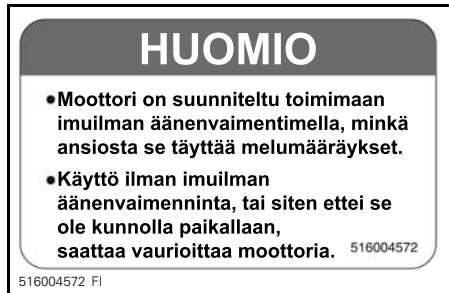 HUOMIO
•Moottori on suunniteltu toimimaan
imuilman äänenvaimentimella, minkä
ansiosta se täyttää melumääräykset.
•Käyttö ilman imuilman
äänenvaimenninta, tai siten ettei se
ole kunnolla paikallaan,
saattaa vaurioittaa moottoria. 516004572
516004572 FI